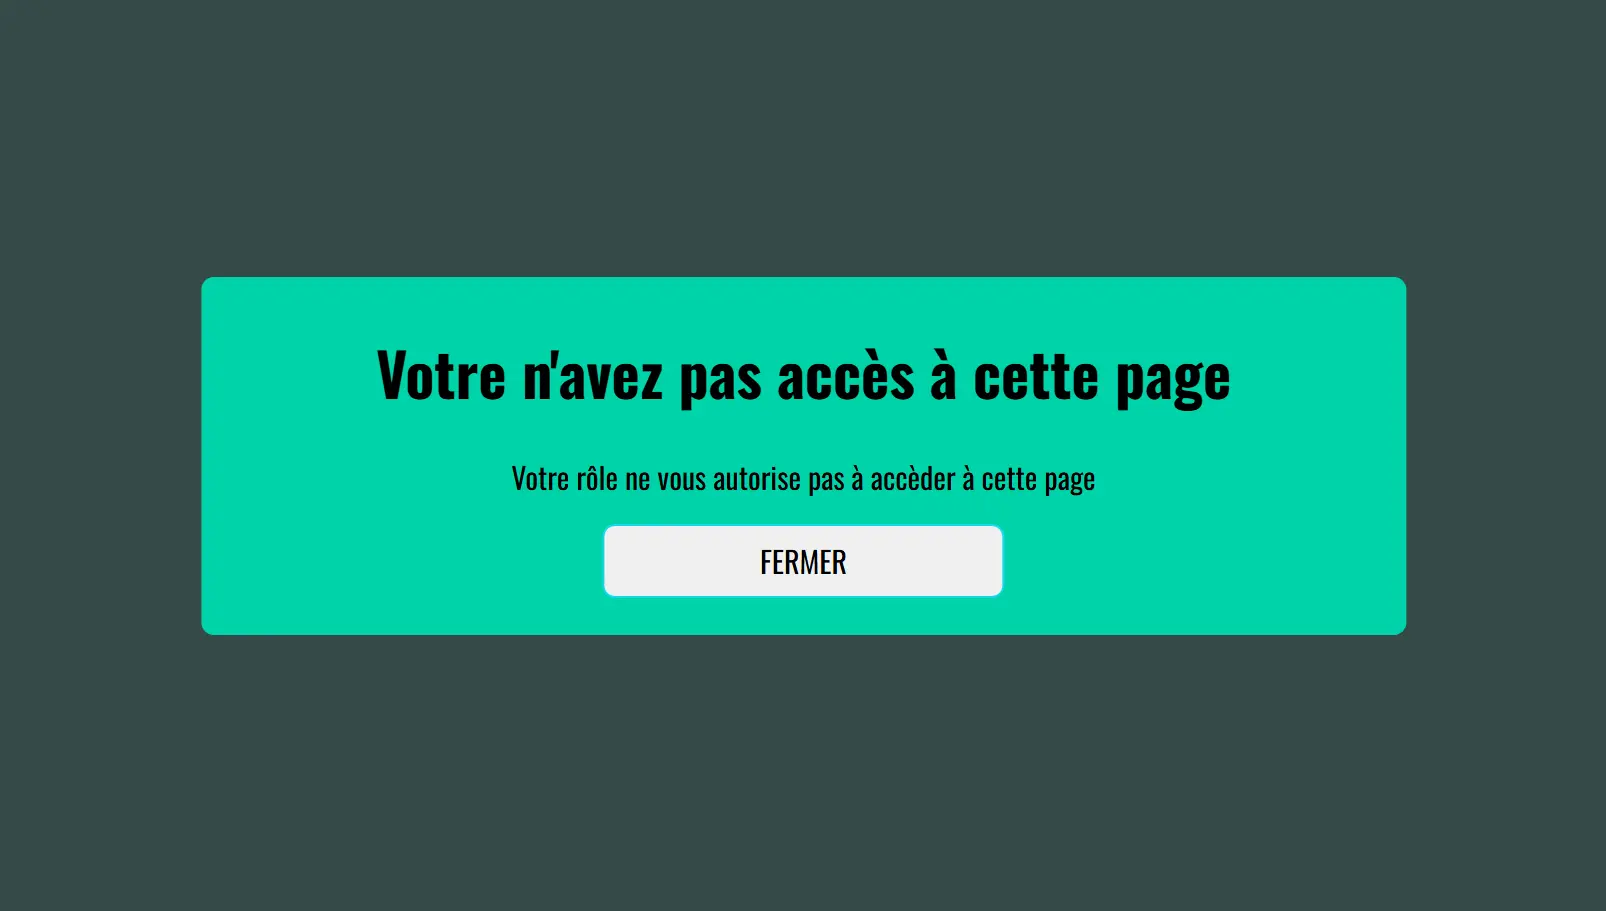 Votre n'avez pas accès à cette page
Votre rôle ne vous autorise pas à accèder à cette page
FERMER